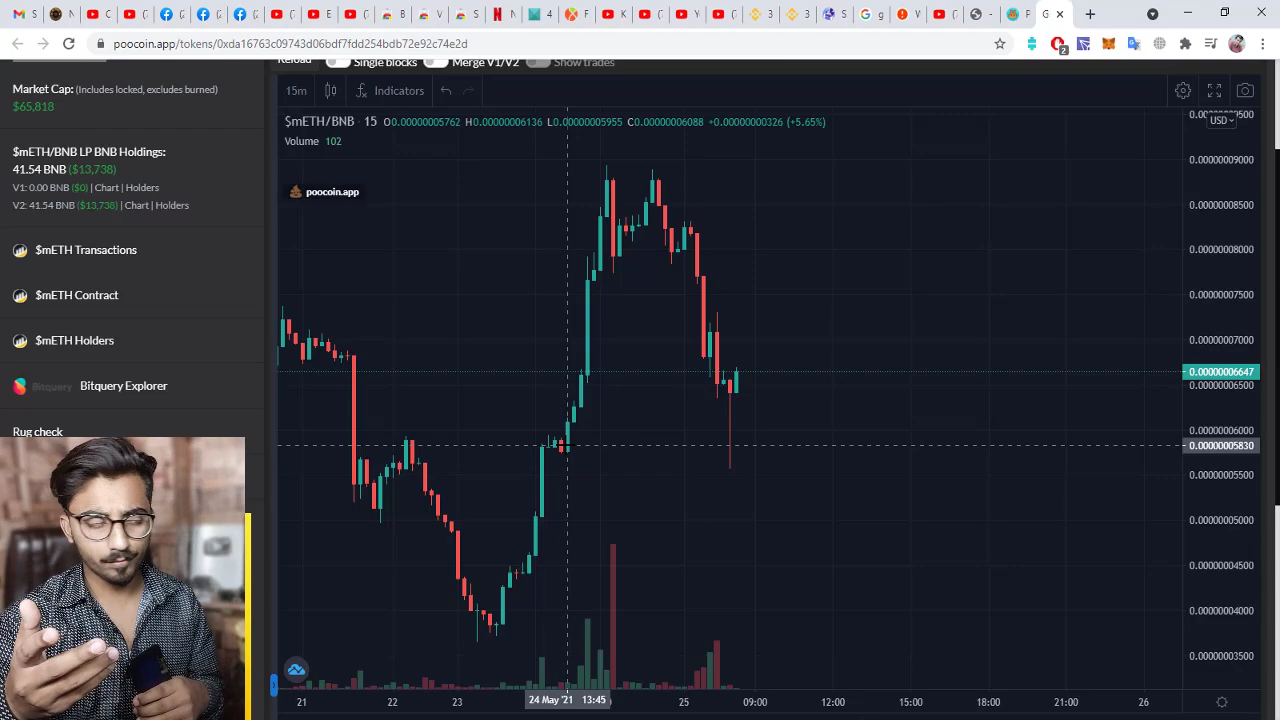 poocoin.app/tokens/0xda16763c09743d06bdf7fdd254bdb72c92c74e2d
2
Reload
Single blocks
Merge V1/V2
Show trades
Market Cap: (Includes locked, excludes burned)
$65,818
$mETH/BNB LP BNB Holdings:
41.54 BNB ($13,738)
V1: 0.00 BNB ($0) | Chart | Holders
V2: 41.54 BNB ($13,738) | Chart | Holders
$mETH Transactions
$mETH Contract
$mETH Holders
Bitquery
Bitquery Explorer
Rug check
15m
Indicators
$mETH/BNB · 15 O0.00000005762 H0.00000006136 L0.00000005955 C0.00000006088 +0.00000000326 (+5.65%)
Volume 102
poocoin.app
USD
0.00000009000
0.00000008500
0.00000008000
0.00000007500
0.00000007000
0.00000006647
0.00000006500
0.00000006000
0.00000005830
0.00000005500
0.00000005000
0.00000004500
0.00000004000
0.00000003500
21
22
23
24 May '21 13:45
25
09:00
12:00
15:00
18:00
21:00
26